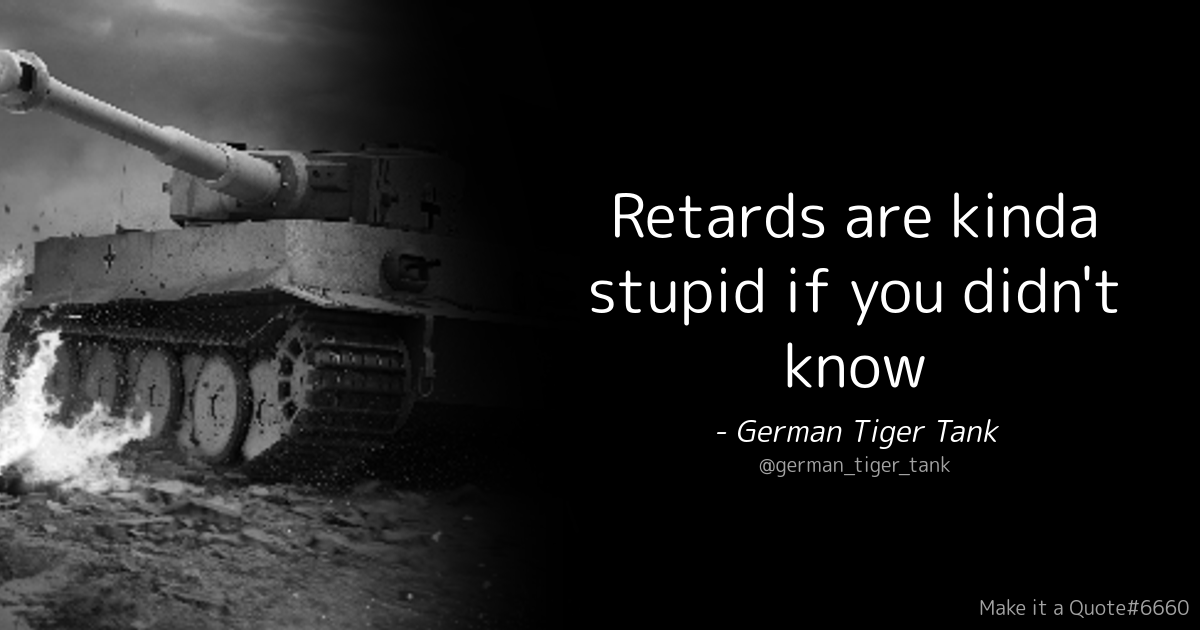 Retards are kinda
stupid if you didn't
know
- German Tiger Tank
@german_tiger_tank
Make it a Quote#6660